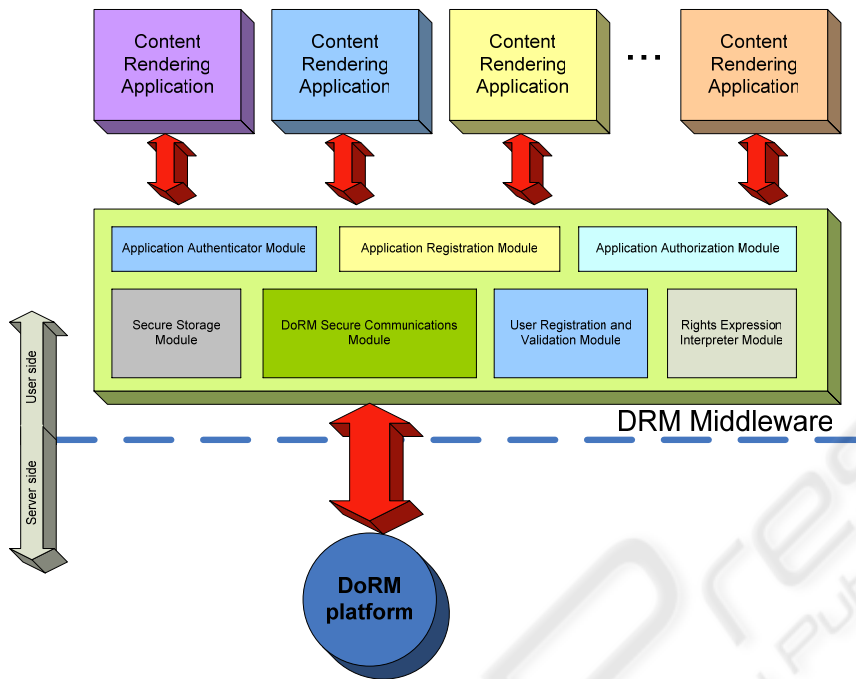 Content
Rendering
Application
Content
Rendering
Application
Content
Rendering
Application
...
Content
Rendering
Application
Application Authenticator Module
Application Registration Module
Application Authorization Module
Secure Storage
Module
DoRM Secure Communications
Module
User Registration and
Validation Module
Rights Expression
Interpreter Module
User side
DRM Middleware
Server side
DoRM
platform